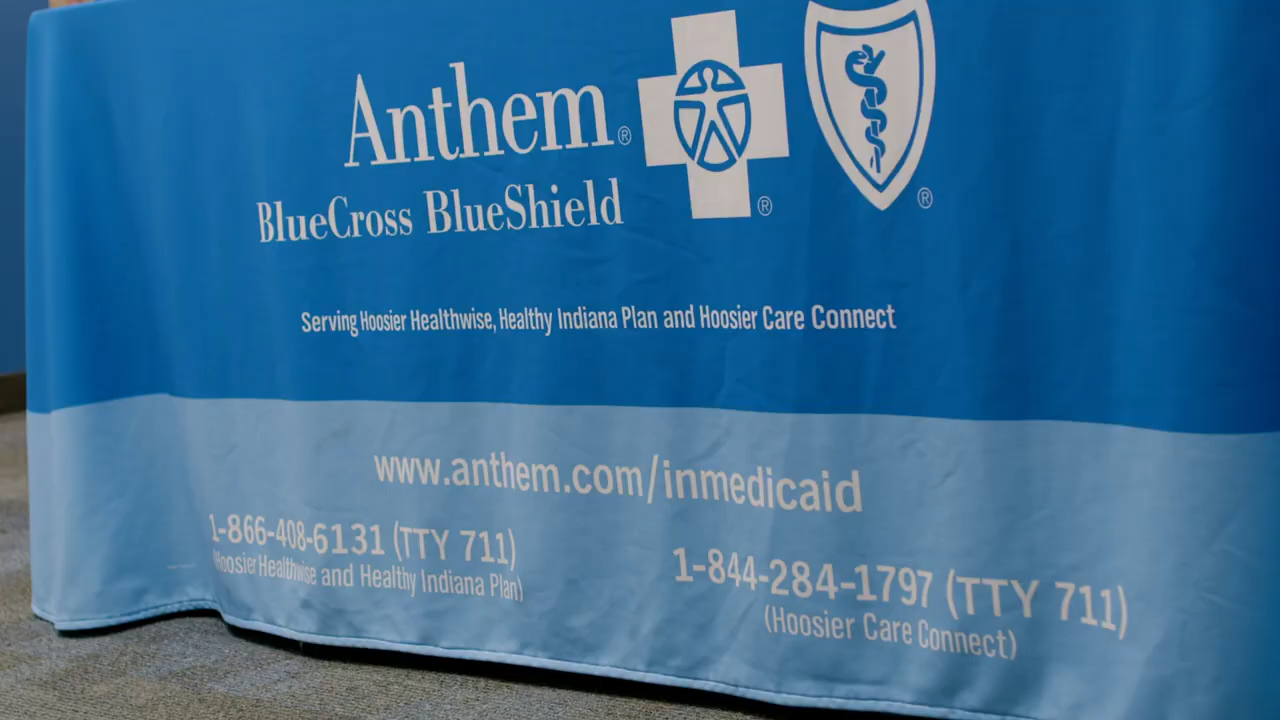 Anthem®
BlueCross BlueShield
®
®
Serving Hoosier Healthwise, Healthy Indiana Plan and Hoosier Care Connect
www.anthem.com/inmedicaid
1-866-408-6131 (TTY 711)
(Hoosier Healthwise and Healthy Indiana Plan)
1-844-284-1797 (TTY 711)
(Hoosier Care Connect)